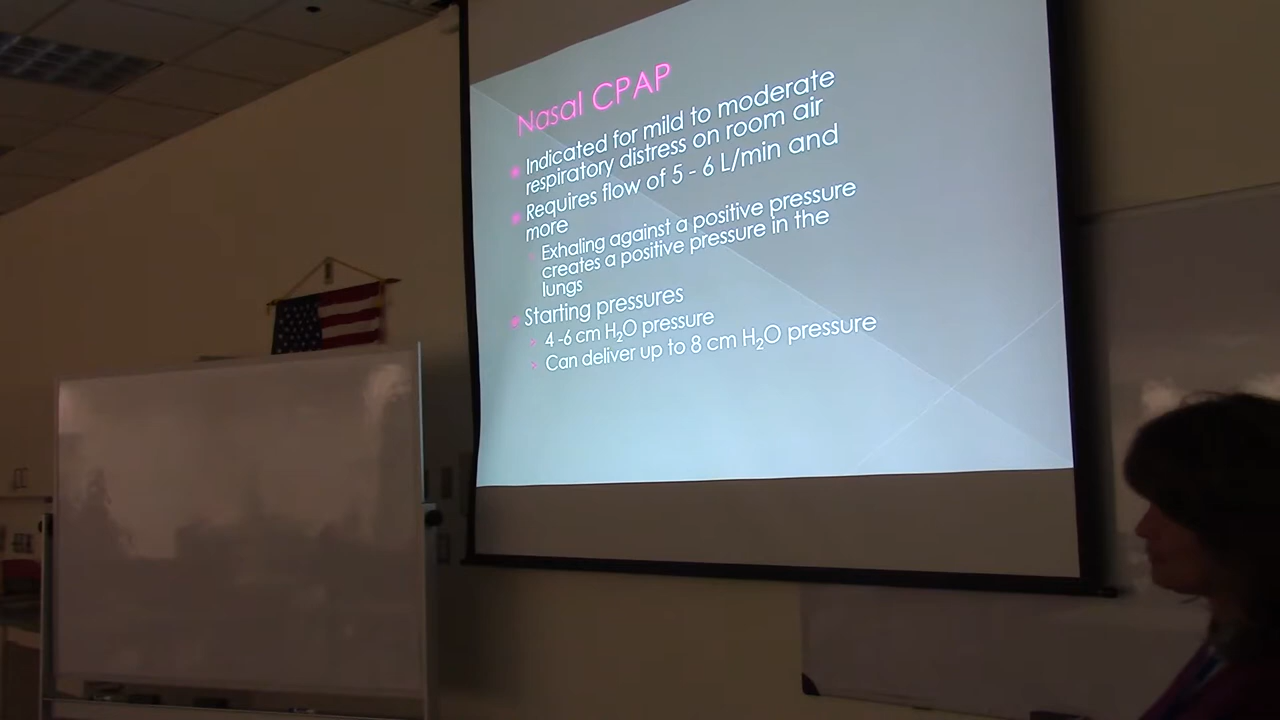 Nasal CPAP
Indicated for mild to moderate
respiratory distress on room air
Requires flow of 5 - 6 L/min and
more
Exhaling against a positive pressure
creates a positive pressure in the
lungs
Starting pressures
4 -6 cm H₂O pressure
Can deliver up to 8 cm H₂O pressure